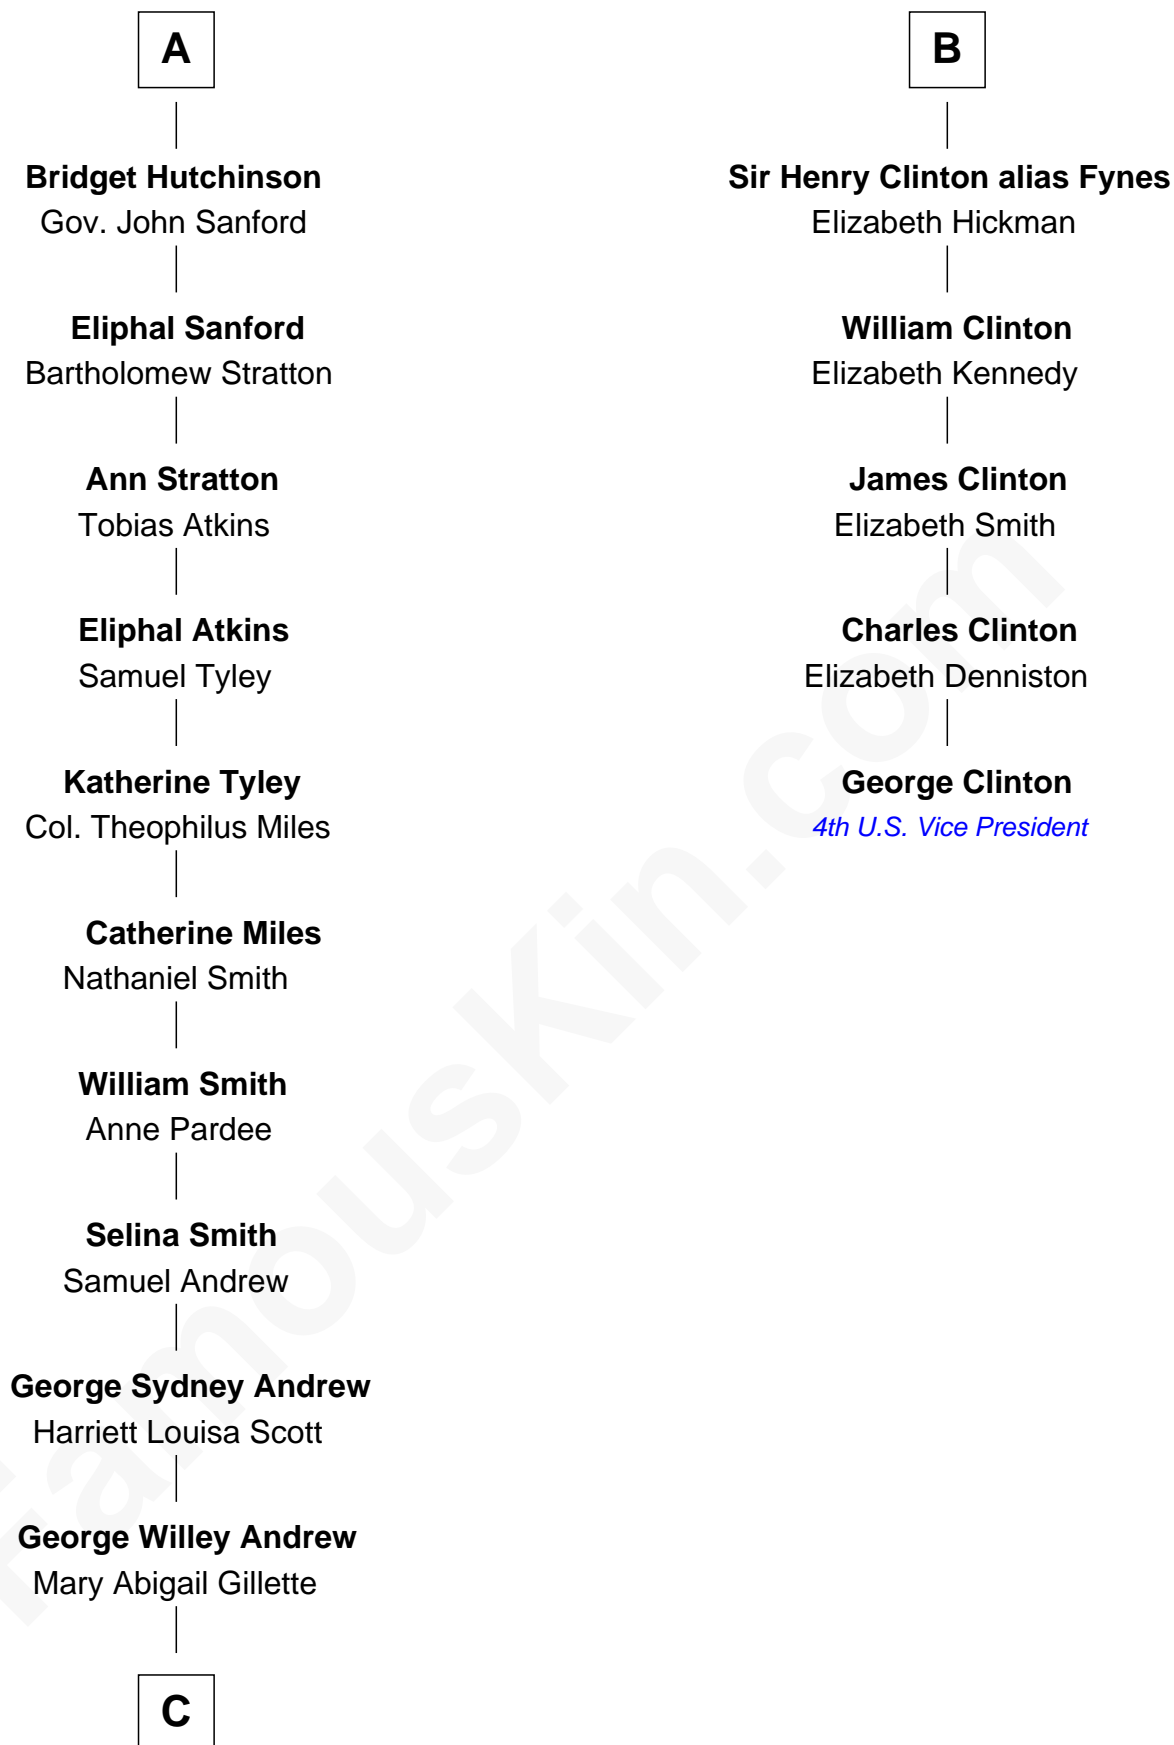 A
Bridget Hutchinson
Gov. John Sanford
Eliphal Sanford
Bartholomew Stratton
Ann Stratton
Tobias Atkins
Eliphal Atkins
Samuel Tyley
Katherine Tyley
Col. Theophilus Miles
Catherine Miles
Nathaniel Smith
William Smith
Anne Pardee
Selina Smith
Samuel Andrew
George Sydney Andrew
Harriett Louisa Scott
George Willey Andrew
Mary Abigail Gillette
C
B
Sir Henry Clinton alias Fynes
Elizabeth Hickman
William Clinton
Elizabeth Kennedy
James Clinton
Elizabeth Smith
Charles Clinton
Elizabeth Denniston
George Clinton
4th U.S. Vice President
FamousKin.com